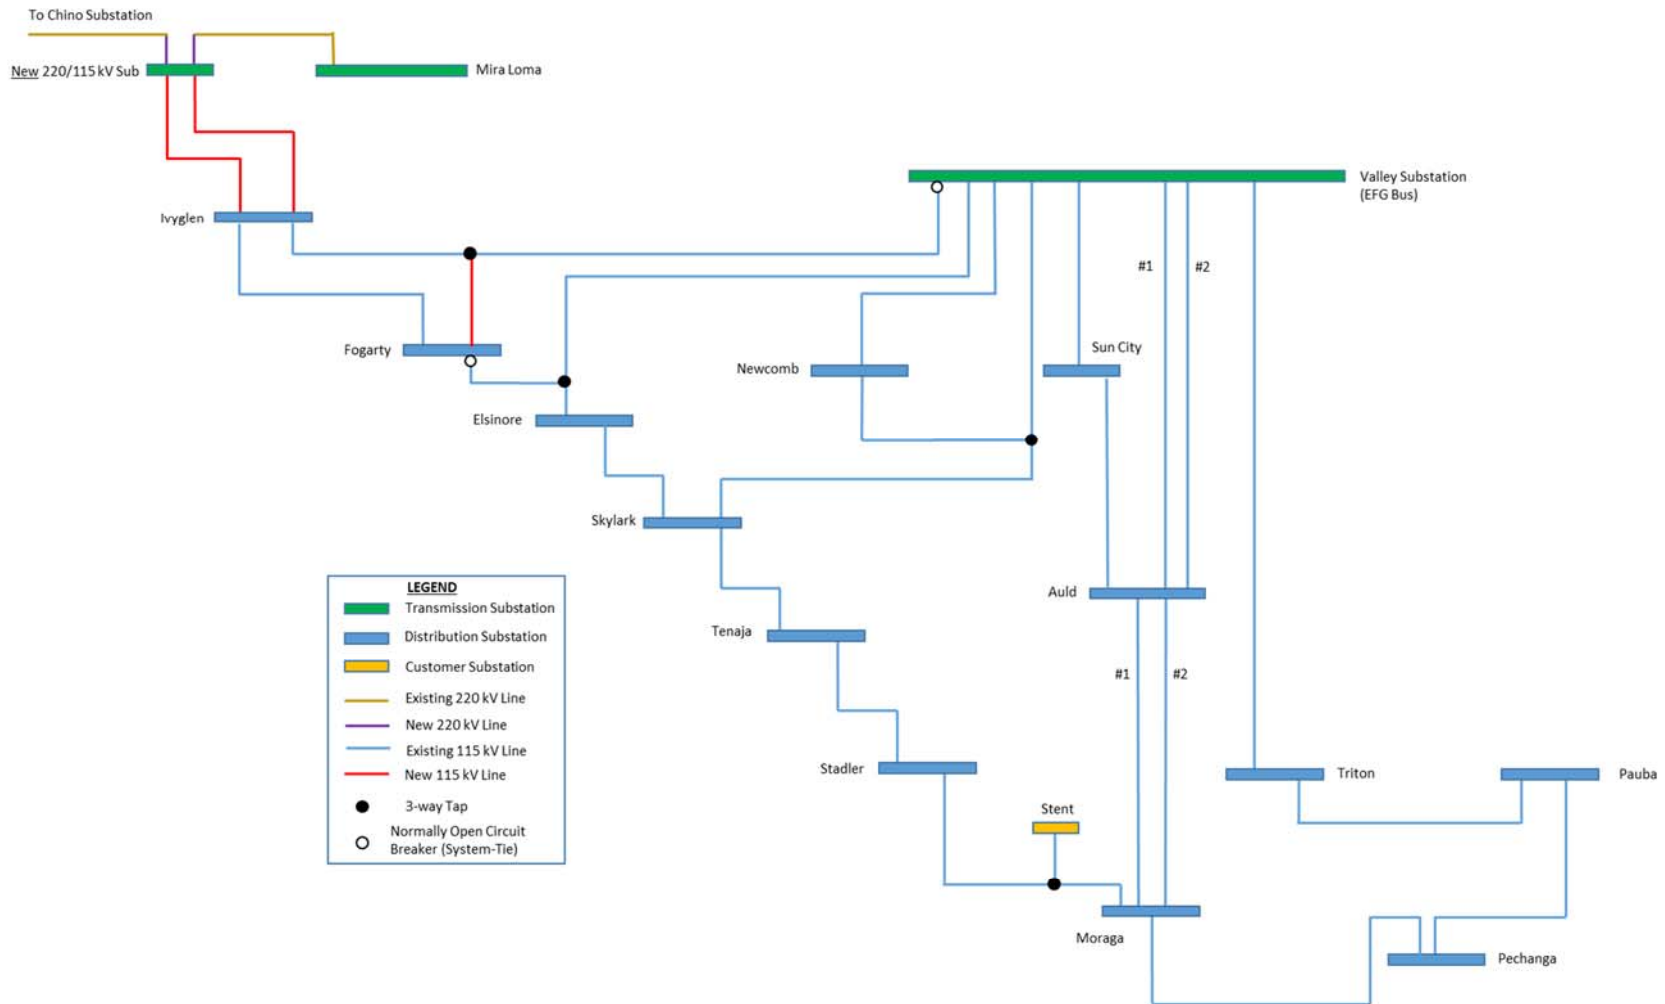 To Chino Substation
New 220/115 kV Sub
Mira Loma
Valley Substation
(EFG Bus)
Ivyglen
#1
#2
Fogarty
Newcomb
Sun City
Elsinore
Skylark
Auld
LEGEND
Transmission Substation
Distribution Substation
Customer Substation
Existing 220 kV Line
New 220 kV Line
Existing 115 kV Line
New 115 kV Line
3-way Tap
Normally Open Circuit
Breaker (System-Tie)
Tenaja
#1
#2
Stadler
Triton
Pauba
Stent
Moraga
Pechanga